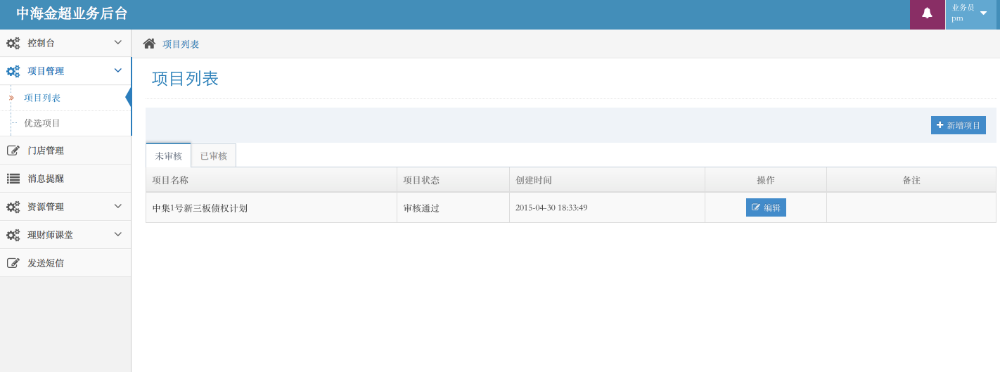 中海金超业务后台
业务员
pm
控制台
项目管理
项目列表
优选项目
门店管理
消息提醒
资源管理
理财师课堂
发送短信
项目列表
项目列表
新增项目
未审核 已审核
项目名称 项目状态 创建时间 操作 备注
中集1号新三板债权计划 审核通过 2015-04-30 18:33:49 编辑